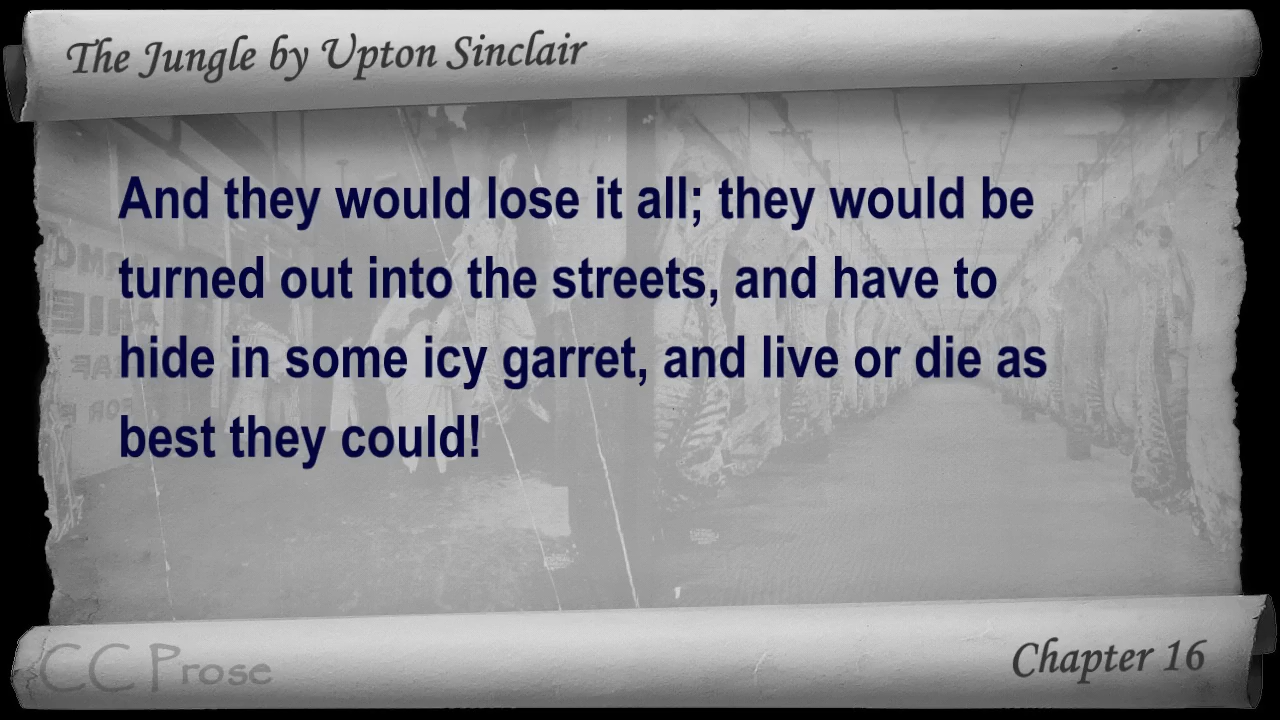 The Jungle by Upton Sinclair
And they would lose it all; they would be
turned out into the streets, and have to
hide in some icy garret, and live or die as
best they could!
CC Prose
Chapter 16